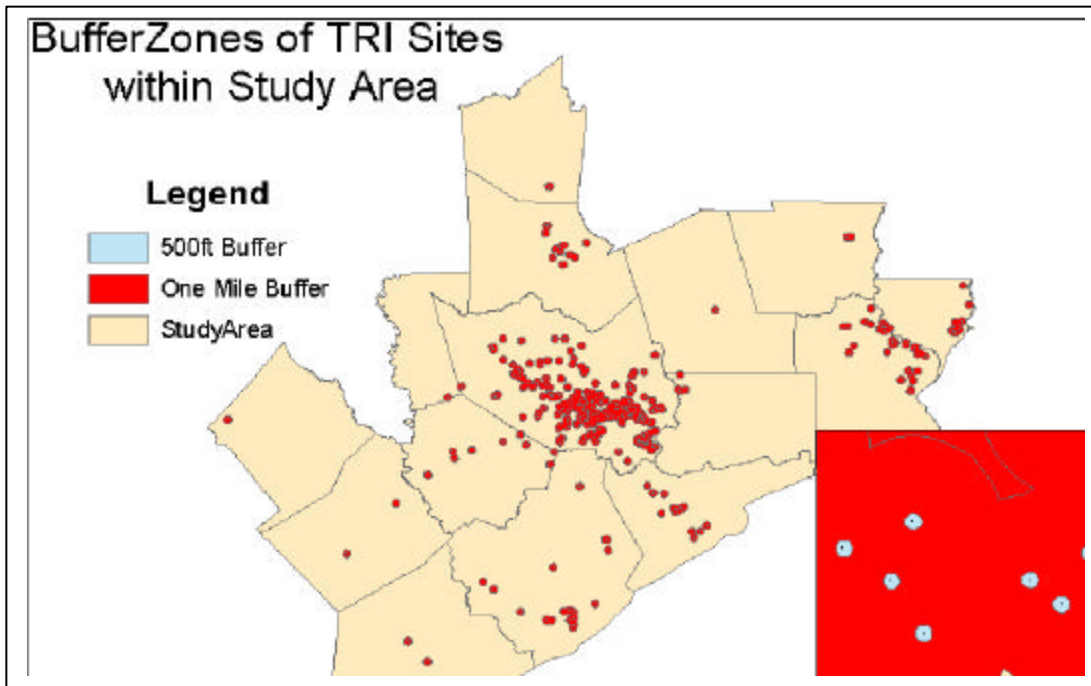 BufferZones of TRI Sites
within Study Area
Legend
500ft Buffer
One Mile Buffer
StudyArea